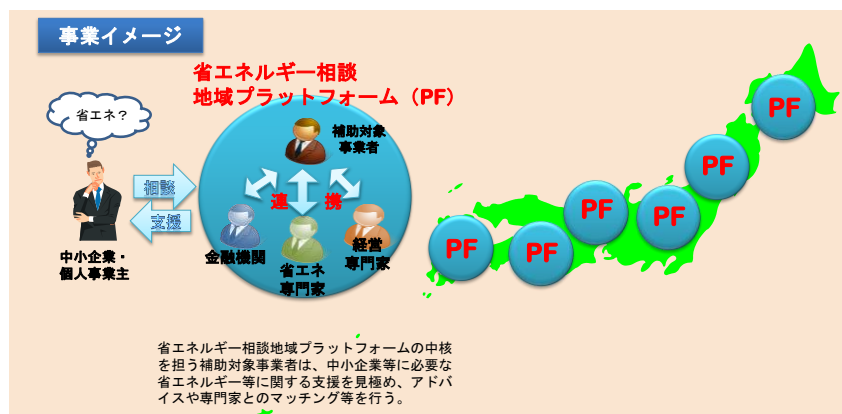 事業イメージ
省エネルギー相談
地域プラットフォーム（PF）
省エネ？
補助対象
事業者
相談
支援
連携
金融機関
省エネ
専門家
経営
専門家
中小企業・
個人事業主
PF
PF
PF
PF
PF
PF
省エネルギー相談地域プラットフォームの中核
を担う補助対象事業者は、中小企業等に必要な
省エネルギー等に関する支援を見極め、アドバ
イスや専門家とのマッチング等を行う。